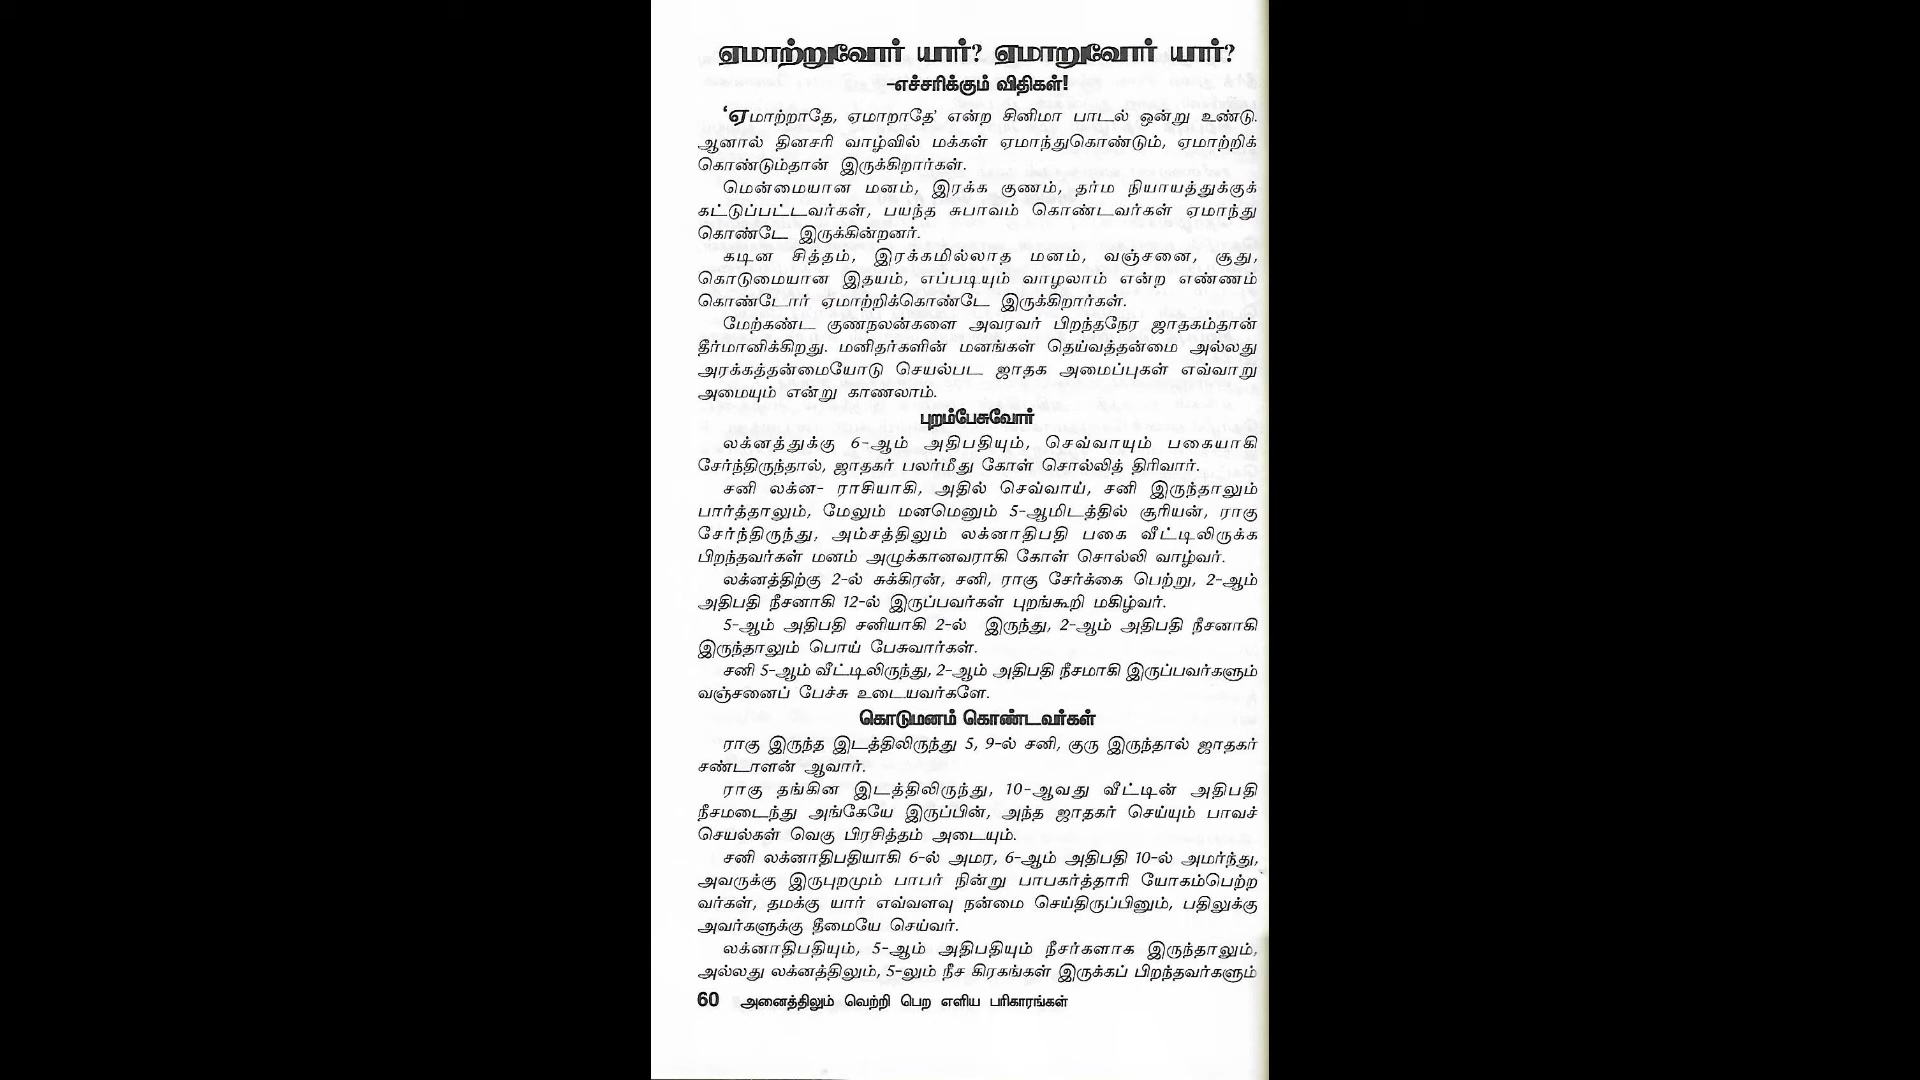 ஏமாற்றுவோர் யார்? ஏமாறுவோர் யார்?
-எச்சரிக்கும் விதிகள்!
'ஏமாற்றாதே, ஏமாறாதே' என்ற சினிமா பாடல் ஒன்று உண்டு.
ஆனால் தினசரி வாழ்வில் மக்கள் ஏமாந்துகொண்டும், ஏமாற்றிக்
கொண்டும்தான் இருக்கிறார்கள்.
மென்மையான மனம், இரக்க குணம், தர்ம நியாயத்துக்குக்
கட்டுப்பட்டவர்கள், பயந்த சுபாவம் கொண்டவர்கள் ஏமாந்து
கொண்டே இருக்கின்றனர்.
கடின சித்தம், இரக்கமில்லாத மனம், வஞ்சனை, சூது,
கொடுமையான இதயம், எப்படியும் வாழலாம் என்ற எண்ணம்
கொண்டோர் ஏமாற்றிக்கொண்டே இருக்கிறார்கள்.
மேற்கண்ட குணநலன்களை அவரவர் பிறந்தநேர ஜாதகம்தான்
தீர்மானிக்கிறது. மனிதர்களின் மனங்கள் தெய்வத்தன்மை அல்லது
அரக்கத்தன்மையோடு செயல்பட ஜாதக அமைப்புகள் எவ்வாறு
அமையும் என்று காணலாம்.
புறம்பேசுவோர்
லக்னத்துக்கு 6-ஆம் அதிபதியும், செவ்வாயும் பகையாகி
சேர்ந்திருந்தால், ஜாதகர் பலர்மீது கோள் சொல்லித் திரிவார்.
சனி லக்ன- ராசியாகி, அதில் செவ்வாய், சனி இருந்தாலும்
பார்த்தாலும், மேலும் மனமெனும் 5-ஆமிடத்தில் சூரியன், ராகு
சேர்ந்திருந்து, அம்சத்திலும் லக்னாதிபதி பகை வீட்டிலிருக்க
பிறந்தவர்கள் மனம் அழுக்கானவராகி கோள் சொல்லி வாழ்வர்.
லக்னத்திற்கு 2-ல் சுக்கிரன், சனி, ராகு சேர்க்கை பெற்று, 2-ஆம்
அதிபதி நீசனாகி 12-ல் இருப்பவர்கள் புறங்கூறி மகிழ்வர்.
5-ஆம் அதிபதி சனியாகி 2-ல் இருந்து, 2-ஆம் அதிபதி நீசனாகி
இருந்தாலும் பொய் பேசுவார்கள்.
சனி 5-ஆம் வீட்டிலிருந்து, 2-ஆம் அதிபதி நீசமாகி இருப்பவர்களும்
வஞ்சனைப் பேச்சு உடையவர்களே.
கொடுமனம் கொண்டவர்கள்
ராகு இருந்த இடத்திலிருந்து 5, 9-ல் சனி, குரு இருந்தால் ஜாதகர்
சண்டாளன் ஆவார்.
ராகு தங்கின இடத்திலிருந்து, 10-ஆவது வீட்டின் அதிபதி
நீசமடைந்து அங்கேயே இருப்பின், அந்த ஜாதகர் செய்யும் பாவச்
செயல்கள் வெகு பிரசித்தம் அடையும்.
சனி லக்னாதிபதியாகி 6-ல் அமர, 6-ஆம் அதிபதி 10-ல் அமர்ந்து,
அவருக்கு இருபுறமும் பாபர் நின்று பாபகர்த்தாரி யோகம்பெற்ற
வர்கள், தமக்கு யார் எவ்வளவு நன்மை செய்திருப்பினும், பதிலுக்கு
அவர்களுக்கு தீமையே செய்வர்.
லக்னாதிபதியும், 5-ஆம் அதிபதியும் நீசர்களாக இருந்தாலும்,
அல்லது லக்னத்திலும், 5-லும் நீச கிரகங்கள் இருக்கப் பிறந்தவர்களும்
60 அனைத்திலும் வெற்றி பெற எளிய பரிகாரங்கள்